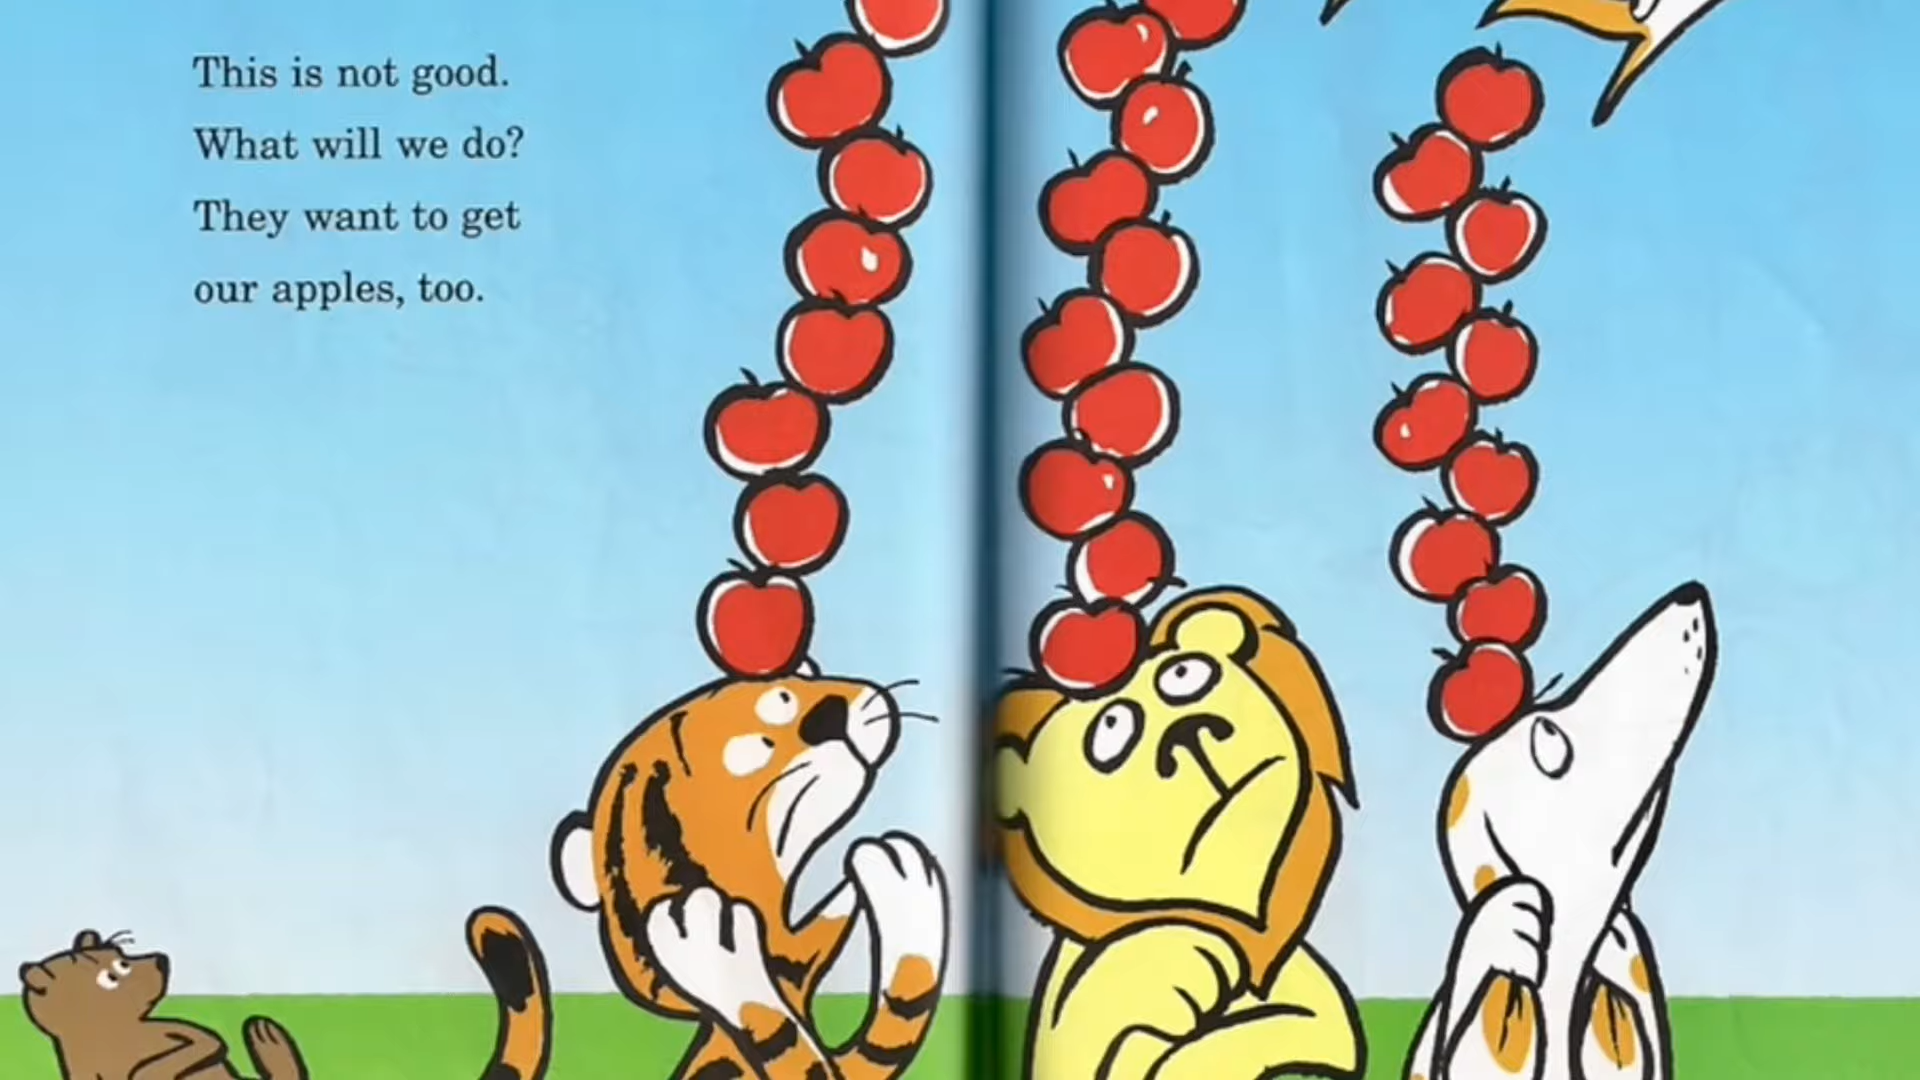 This is not good.
What will we do?
They want to get
our apples, too.